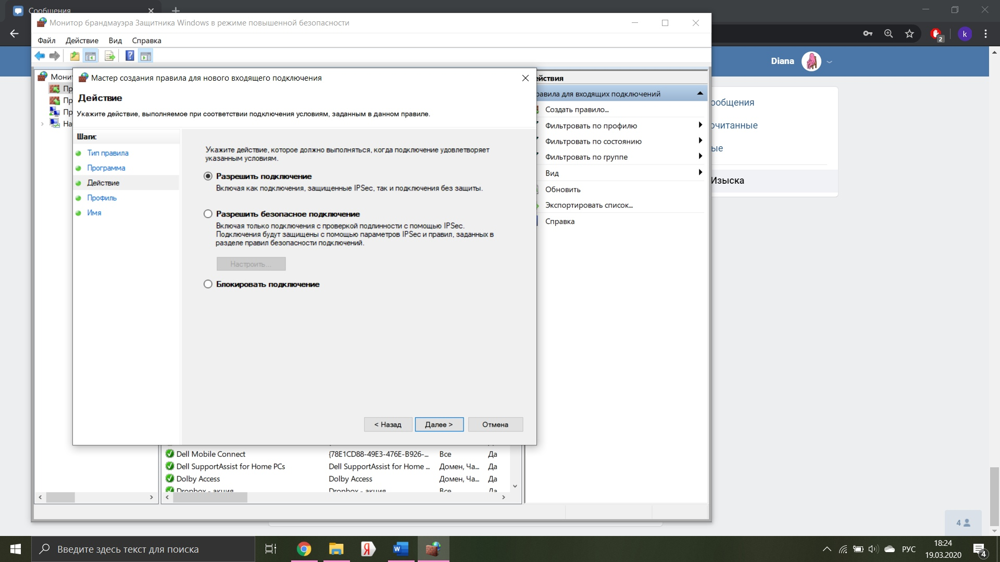 Сообщения
Монитор брандмауэра Защитника Windows в режиме повышенной безопасности
Файл Действие Вид Справка
2
k
Diana
Мони
Пр
Пр
Пр
На
Мастер создания правила для нового входящего подключения
Действие
Укажите действие, выполняемое при соответствии подключения условиям, заданным в данном правиле.
Шаги:
Тип правила
Программа
Действие
Профиль
Имя
Укажите действие, которое должно выполняться, когда подключение удовлетворяет
указанным условиям.
Разрешить подключение
Включая как подключения, защищенные IPSec, так и подключения без защиты.
Разрешить безопасное подключение
Включая только подключения с проверкой подлинности с помощью IPSec.
Подключения будут защищены с помощью параметров IPSec и правил, заданных в
разделе правил безопасности подключений.
Настроить...
Блокировать подключение
< Назад Далее > Отмена
ействия
равила для входящих подключений
Создать правило...
Фильтровать по профилю
Фильтровать по состоянию
Фильтровать по группе
Вид
Обновить
Экспортировать список...
Справка
ообщения
очитанные
ые
Изыска
Dell Mobile Connect {78E1CD88-49E3-476E-B926-... Все Да
Dell SupportAssist for Home PCs Dell SupportAssist for Home ... Домен, Ча... Да
Dolby Access Dolby Access Домен, Ча... Да
Dropbox - акция Dropbox - акция Все Да
4
Введите здесь текст для поиска
РУС
18:24
19.03.2020
4